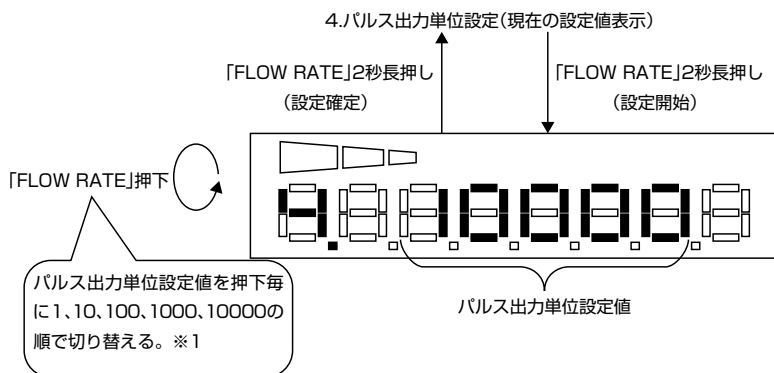 4.パルス出力単位設定(現在の設定値表示)
「FLOW RATE」2秒長押し
(設定確定)
「FLOW RATE」2秒長押し
(設定開始)
「FLOW RATE」押下
4. 10000
パルス出力単位設定値を押下毎
に1、10、100、1000、10000の
順で切り替える。※1
パルス出力単位設定値